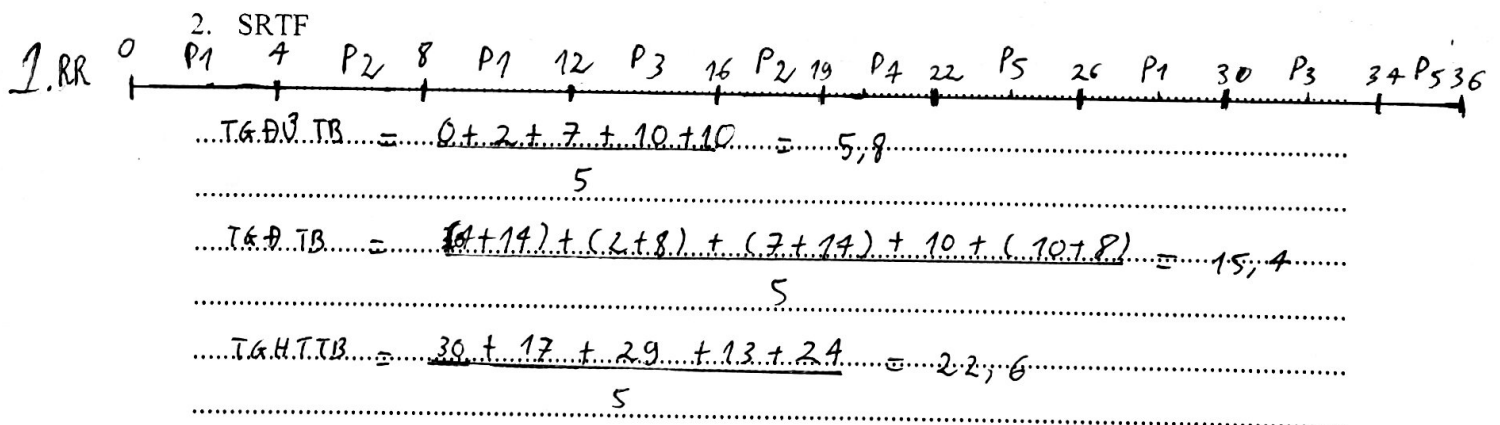 2. SRTF
0 P1 4 P2 8 P1 12 P3 16 P2 19 P4 22 P5 26 P1 30 P3 34 P5 36
1. RR
TGĐƯ TB = 0 + 2 + 7 + 10 + 10 = 5,8
5
TGĐ TB = (4+14) + (2+8) + (7+14) + 10 + (10+8) = 15,4
5
TGHTTB = 30 + 17 + 29 + 13 + 24 = 22,6
5